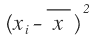 (xᵢ – x̄)²